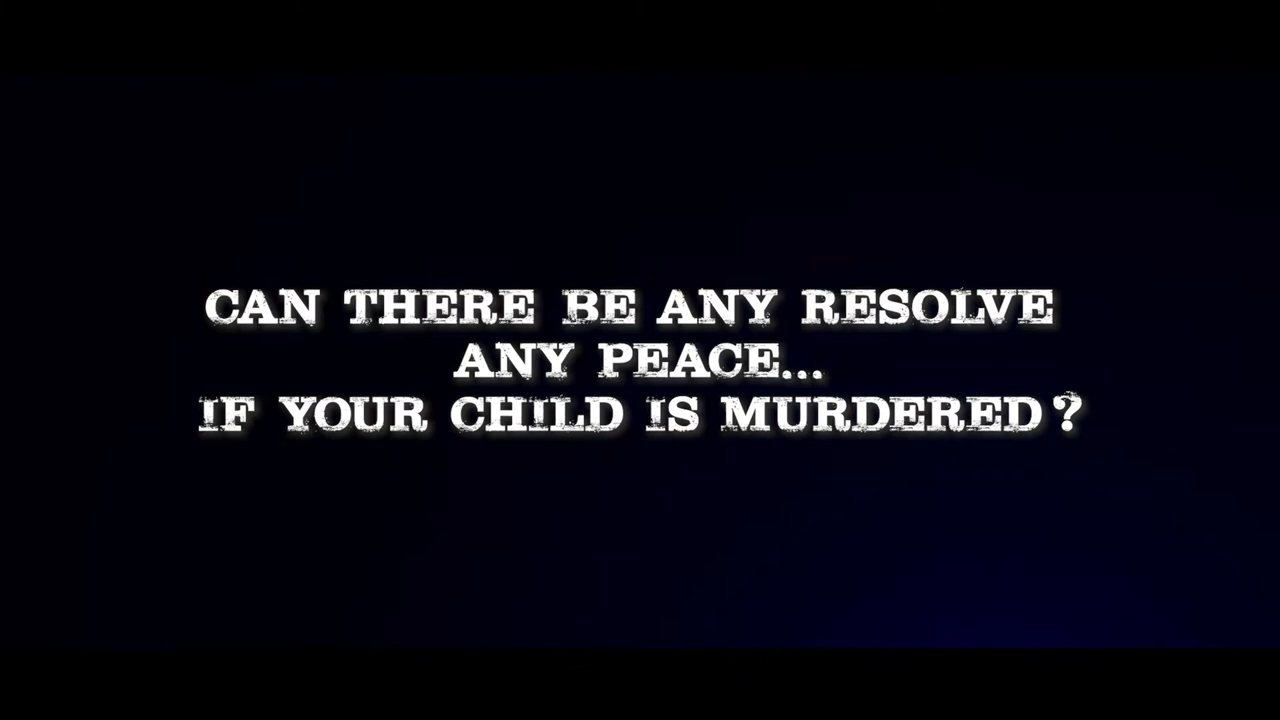 CAN THERE BE ANY RESOLVE
ANY PEACE...
IF YOUR CHILD IS MURDERED?